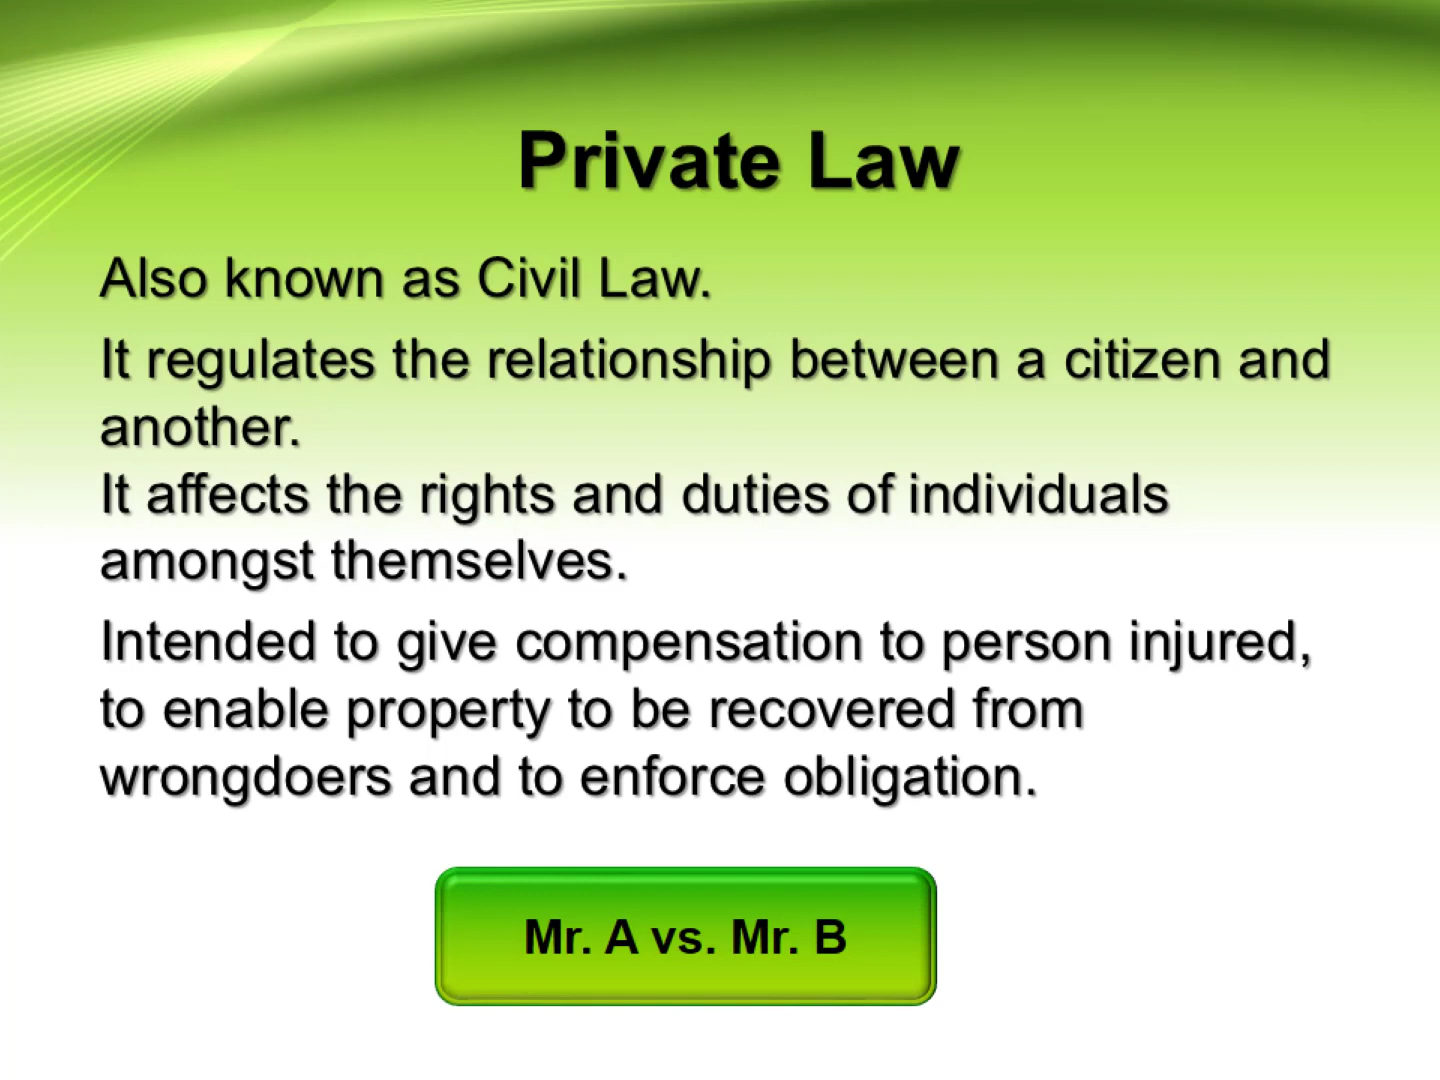 Private Law
Also known as Civil Law.
It regulates the relationship between a citizen and
another.
It affects the rights and duties of individuals
amongst themselves.
Intended to give compensation to person injured,
to enable property to be recovered from
wrongdoers and to enforce obligation.
Mr. A vs. Mr. B